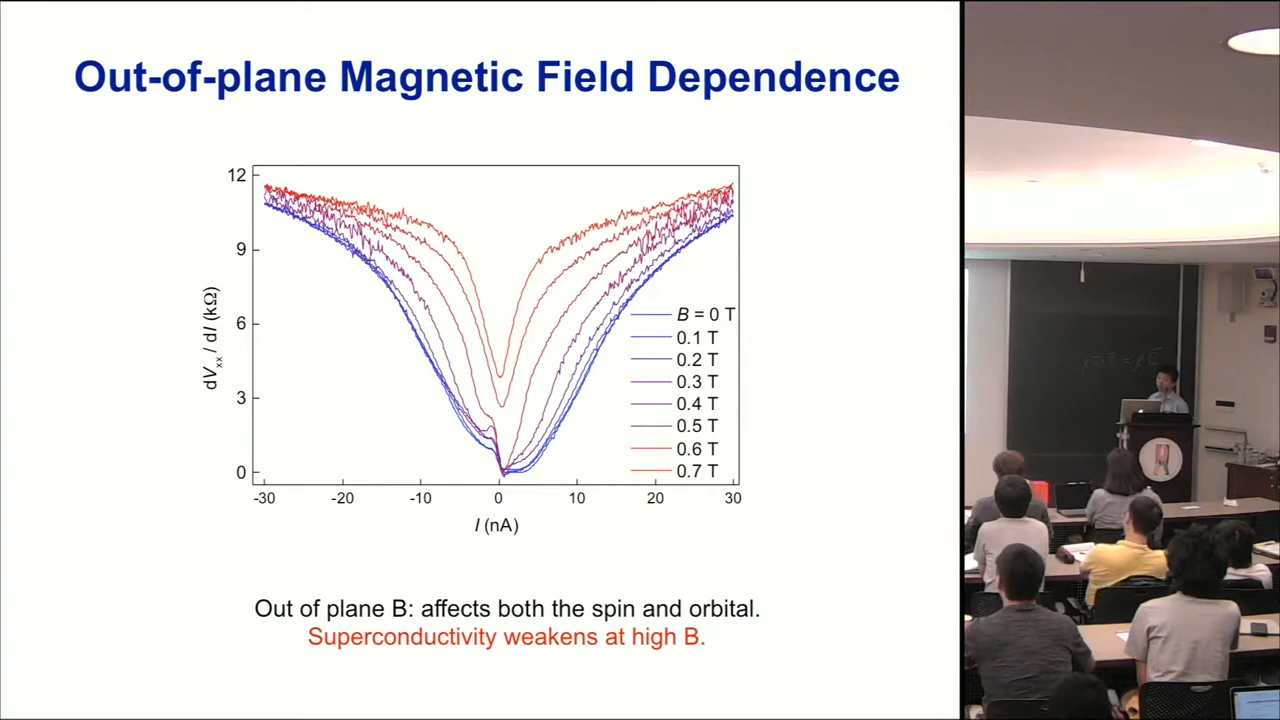 Out-of-plane Magnetic Field Dependence
12
9
6
3
0
dVxx / dI (kΩ)
-30 -20 -10 0 10 20 30
I (nA)
B = 0 T
0.1 T
0.2 T
0.3 T
0.4 T
0.5 T
0.6 T
0.7 T
Out of plane B: affects both the spin and orbital.
Superconductivity weakens at high B.